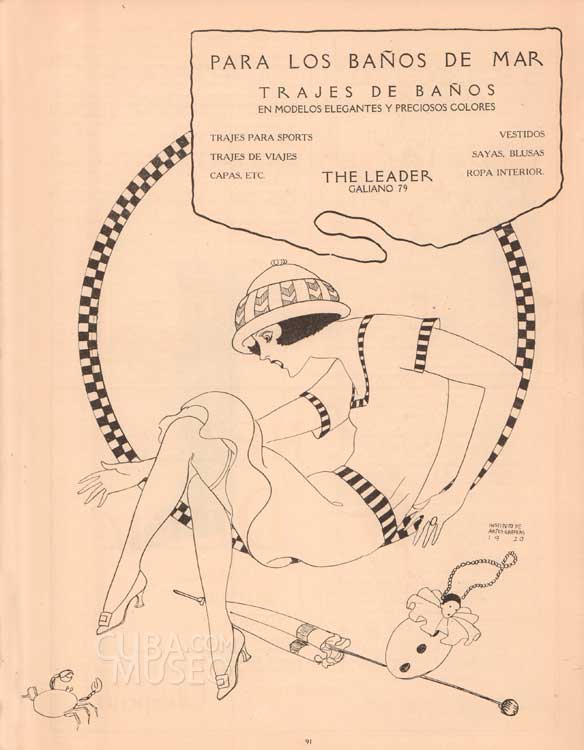 PARA LOS BAÑOS DE MAR
TRAJES DE BAÑOS
EN MODELOS ELEGANTES Y PRECIOSOS COLORES
TRAJES PARA SPORTS
TRAJES DE VIAJES
CAPAS, ETC.
THE LEADER
GALIANO 79
VESTIDOS
SAYAS, BLUSAS
ROPA INTERIOR.
INSTITUTO DE
ARTES GRAFICAS
1920
CUBA.COM
MUSEO
91